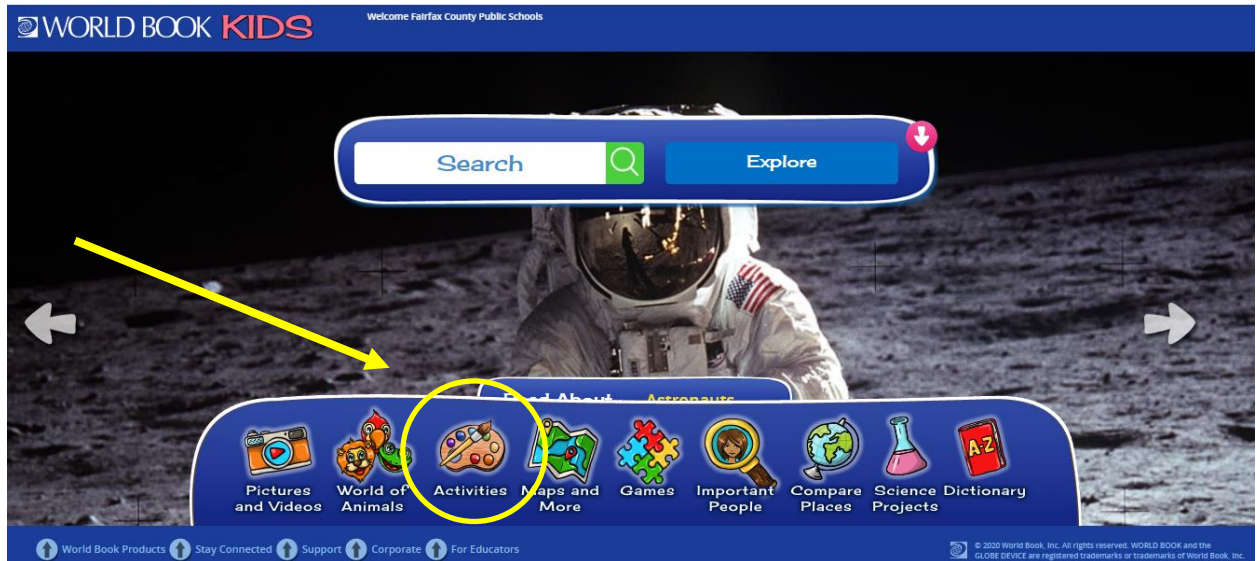 WORLD BOOK KIDS
Welcome Fairfax County Public Schools
Search
Explore
Read About Astronauts
Pictures and Videos
World of Animals
Activities
Maps and More
Games
Important People
Compare Places
Science Projects
A-Z
Dictionary
World Book Products Stay Connected Support Corporate For Educators
© 2020 World Book, Inc. All rights reserved. WORLD BOOK and the
GLOBE DEVICE are registered trademarks or trademarks of World Book, Inc.